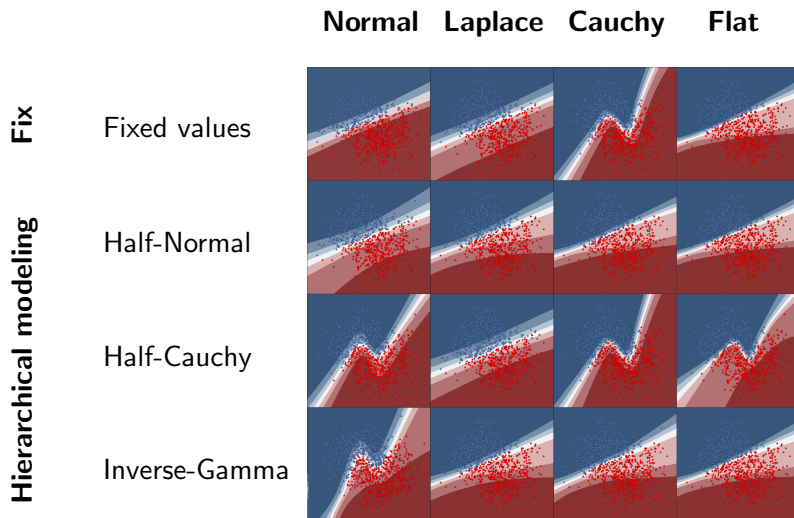 Normal Laplace Cauchy Flat
Fix
Fixed values
Hierarchical modeling
Half-Normal
Half-Cauchy
Inverse-Gamma